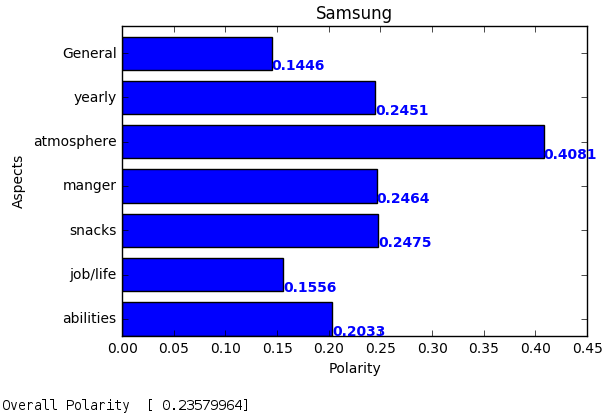 Samsung
General
0.1446
yearly
0.2451
atmosphere
0.4081
manger
0.2464
snacks
0.2475
job/life
0.1556
abilities
0.2033
Aspects
0.00 0.05 0.10 0.15 0.20 0.25 0.30 0.35 0.40 0.45
Polarity
Overall Polarity [ 0.23579964]